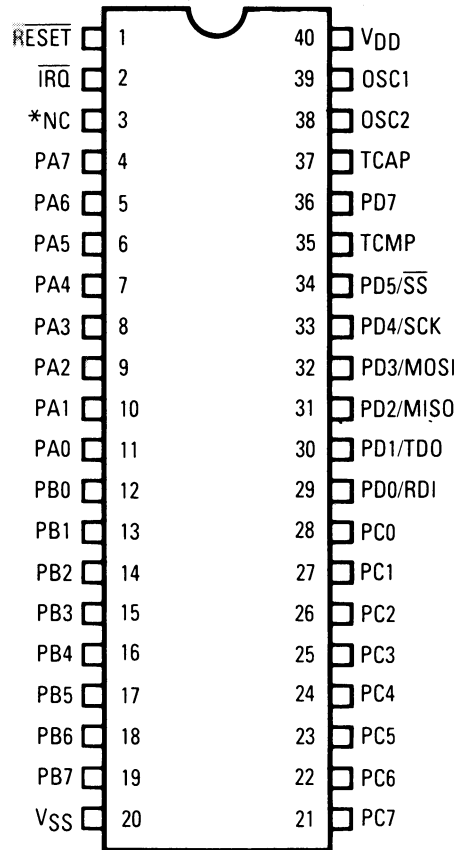 RESET 1 40 VDD
IRQ 2 39 OSC1
*NC 3 38 OSC2
PA7 4 37 TCAP
PA6 5 36 PD7
PA5 6 35 TCMP
PA4 7 34 PD5/SS
PA3 8 33 PD4/SCK
PA2 9 32 PD3/MOSI
PA1 10 31 PD2/MISO
PA0 11 30 PD1/TDO
PB0 12 29 PD0/RDI
PB1 13 28 PC0
PB2 14 27 PC1
PB3 15 26 PC2
PB4 16 25 PC3
PB5 17 24 PC4
PB6 18 23 PC5
PB7 19 22 PC6
VSS 20 21 PC7